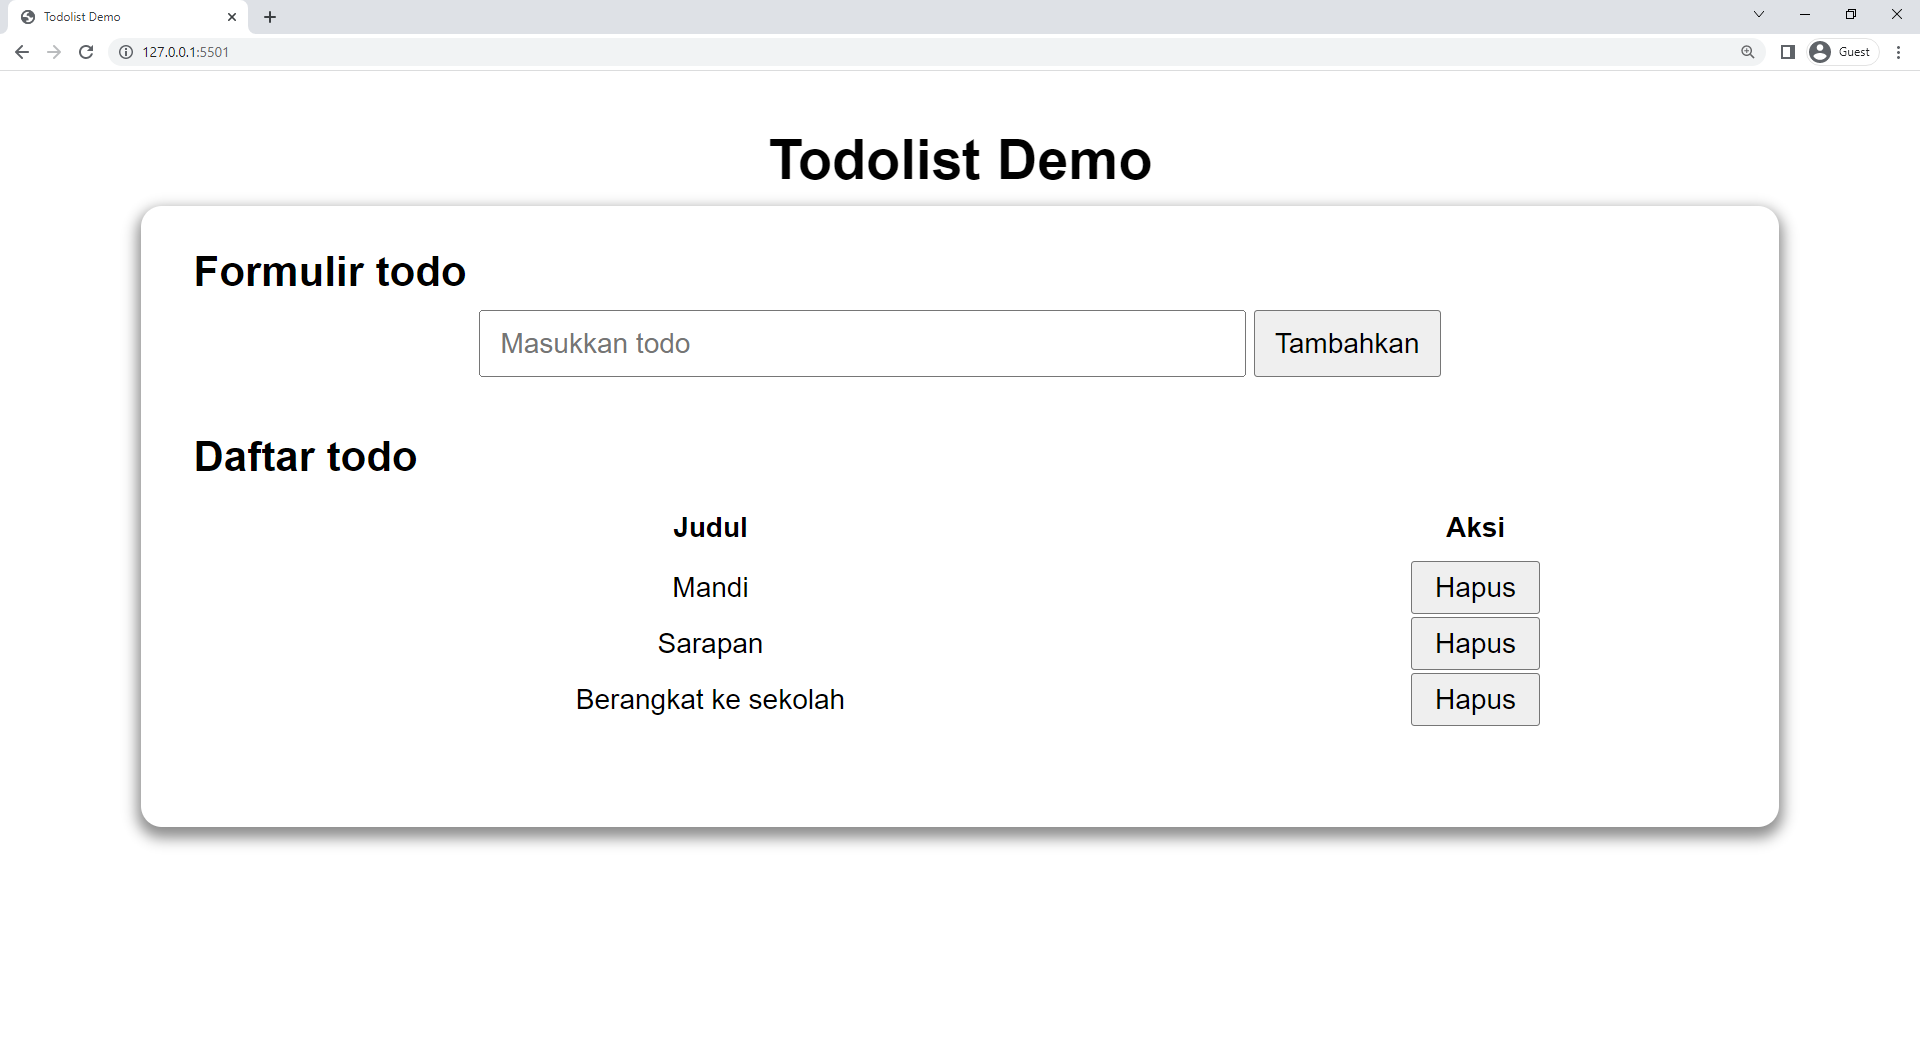 Todolist Demo
127.0.0.1:5501
Guest
Todolist Demo
Formulir todo
Masukkan todo Tambahkan
Daftar todo
Judul Aksi
Mandi Hapus
Sarapan Hapus
Berangkat ke sekolah Hapus